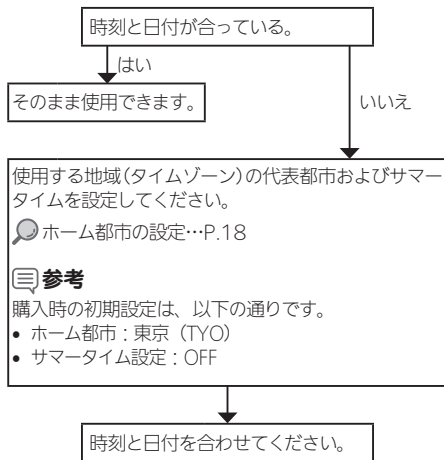 時刻と日付が合っている。
はい
そのまま使用できます。
いいえ
使用する地域(タイムゾーン)の代表都市およびサマー
タイムを設定してください。
ホーム都市の設定…P.18
参考
購入時の初期設定は、以下の通りです。
• ホーム都市：東京（TYO）
• サマータイム設定：OFF
時刻と日付を合わせてください。